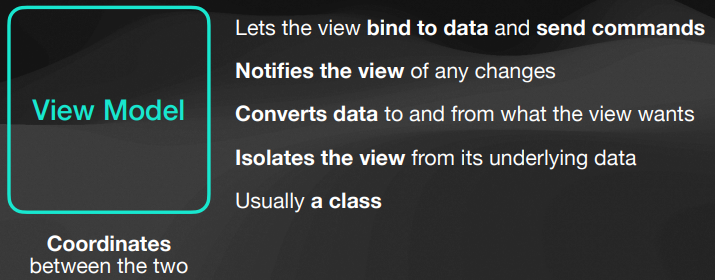 View Model
Coordinates
between the two
Lets the view bind to data and send commands
Notifies the view of any changes
Converts data to and from what the view wants
Isolates the view from its underlying data
Usually a class